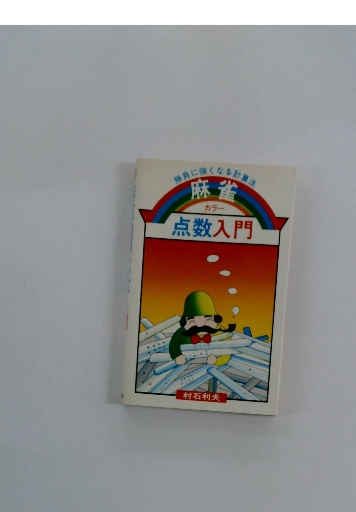 勝負に強くなる計算法
麻雀
カラー
点数入門
村石利夫